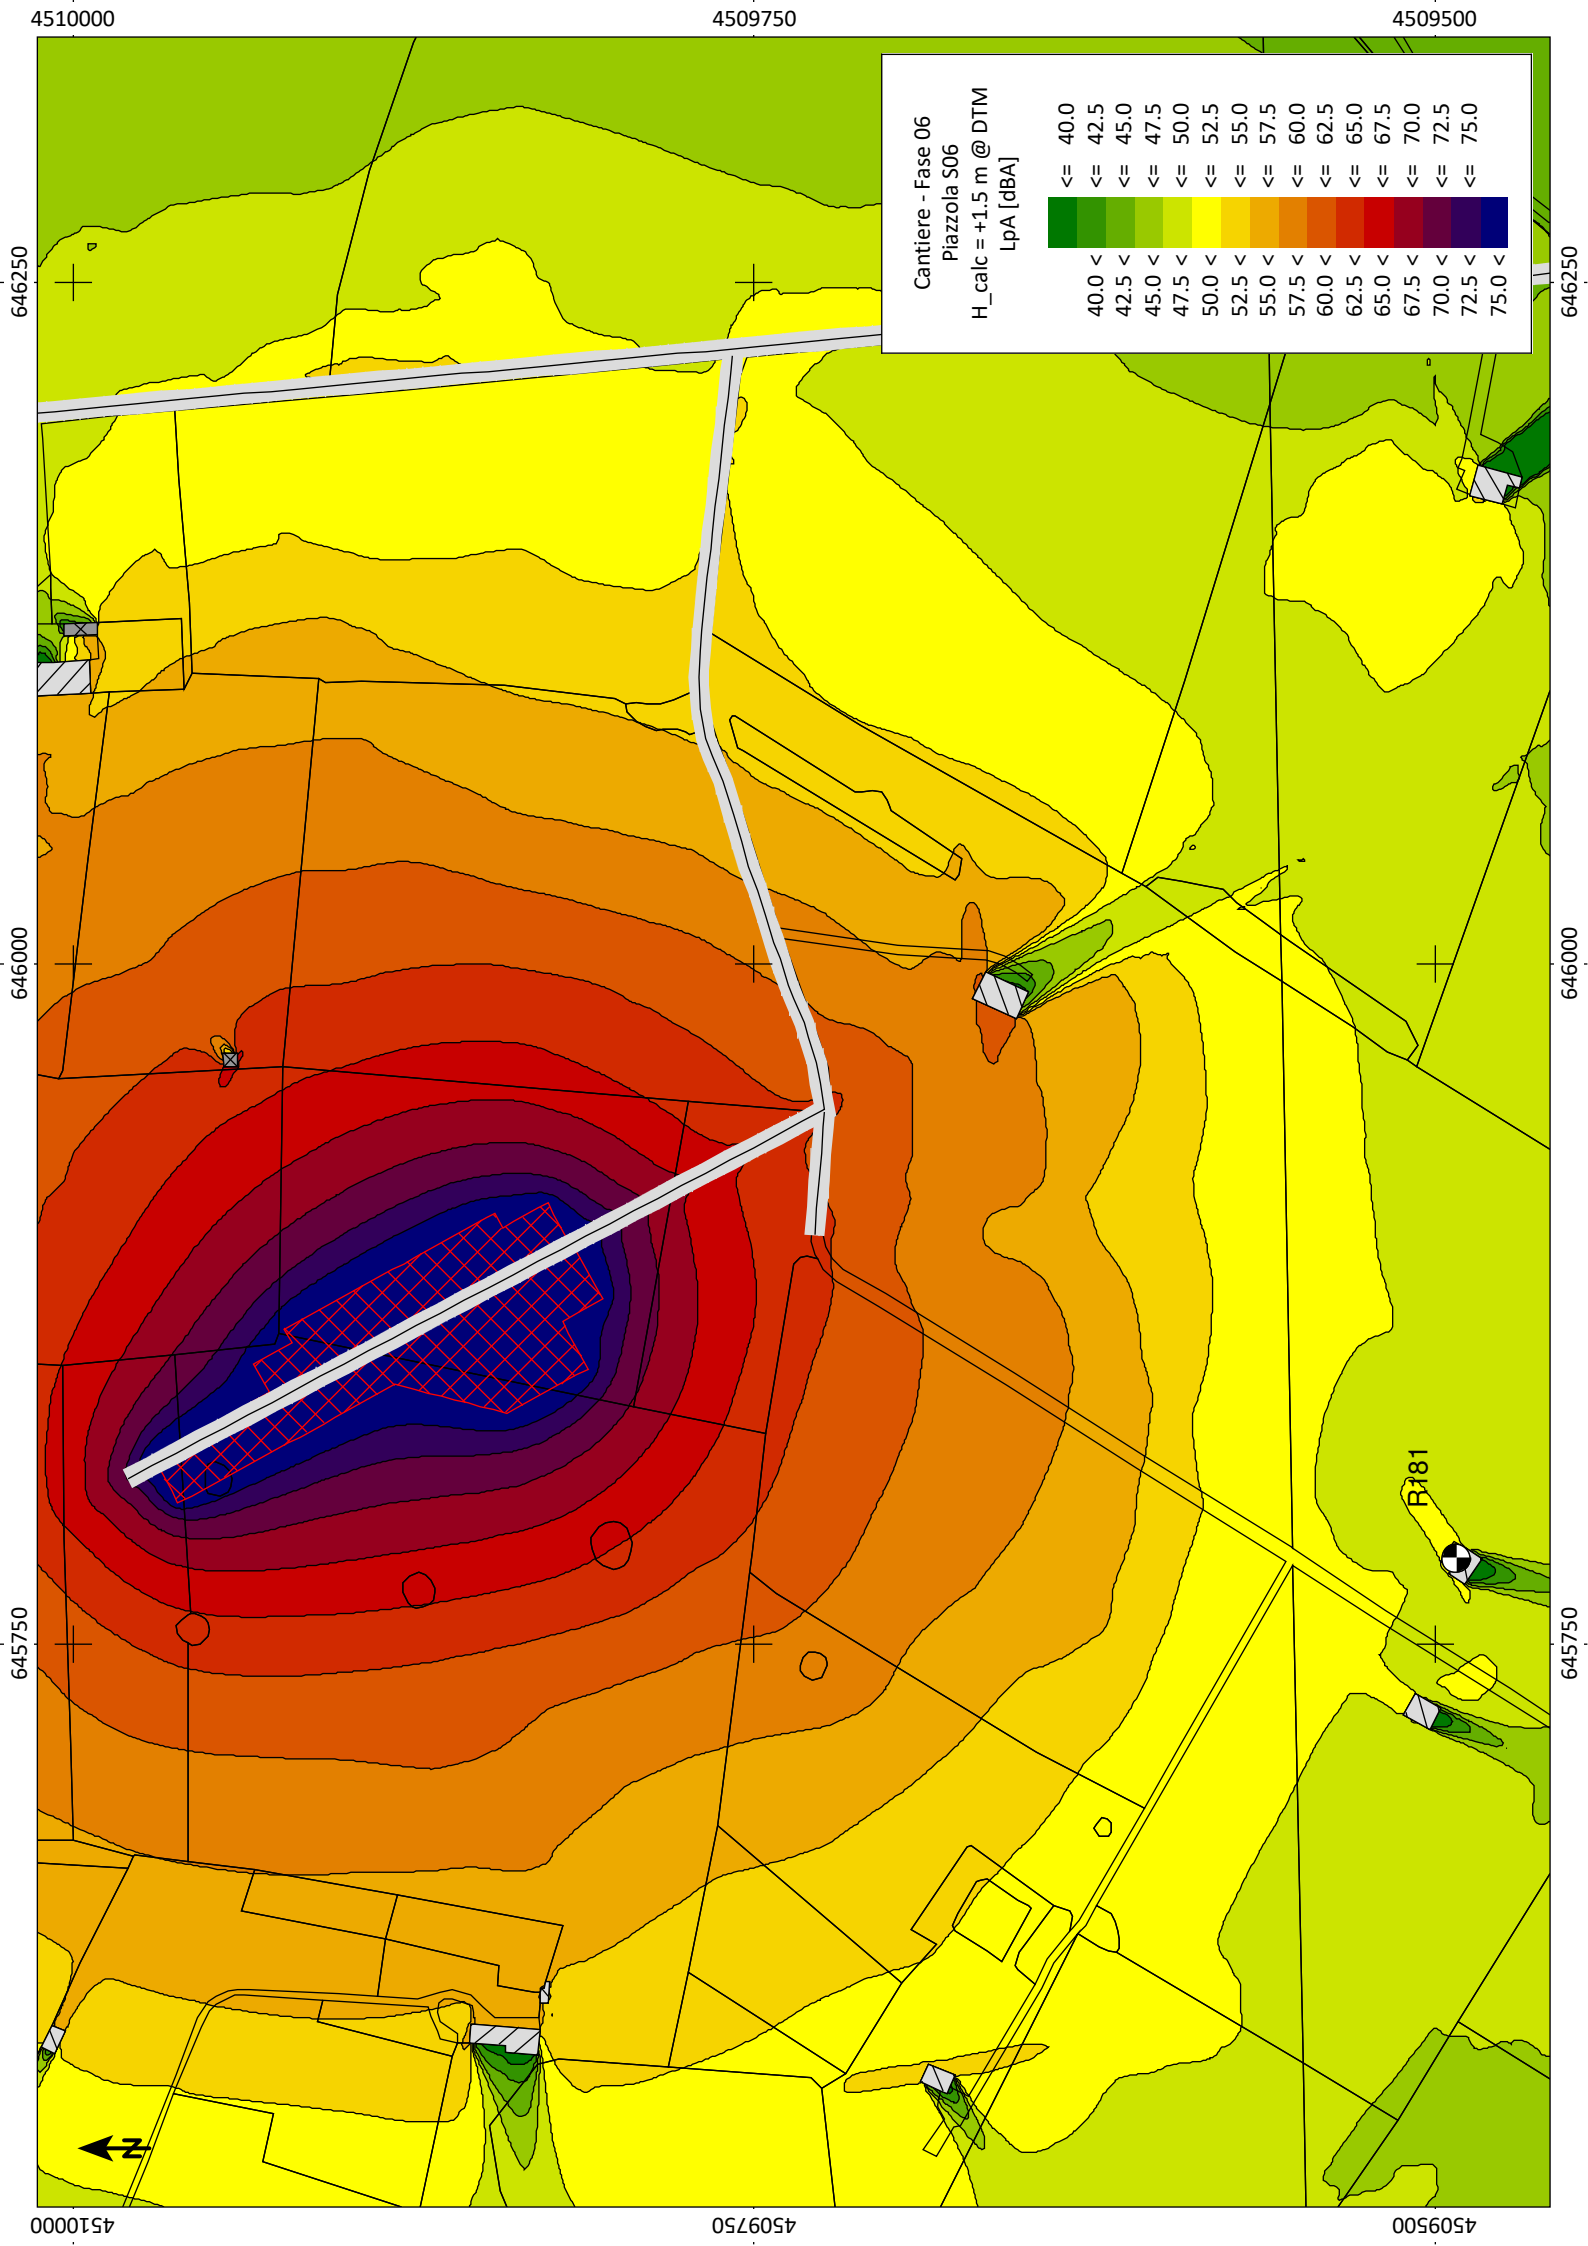 4510000
4509750
4509500
646250
646000
645750
Cantiere - Fase 06
Piazzola S06
H_calc = +1.5 m @ DTM
LpA [dBA]
<= 40.0
40.0 < <= 42.5
42.5 < <= 45.0
45.0 < <= 47.5
47.5 < <= 50.0
50.0 < <= 52.5
52.5 < <= 55.0
55.0 < <= 57.5
57.5 < <= 60.0
60.0 < <= 62.5
62.5 < <= 65.0
65.0 < <= 67.5
67.5 < <= 70.0
70.0 < <= 72.5
72.5 < <= 75.0
75.0 <
R181
N
646250
646000
645750
4510000
4509750
4509500